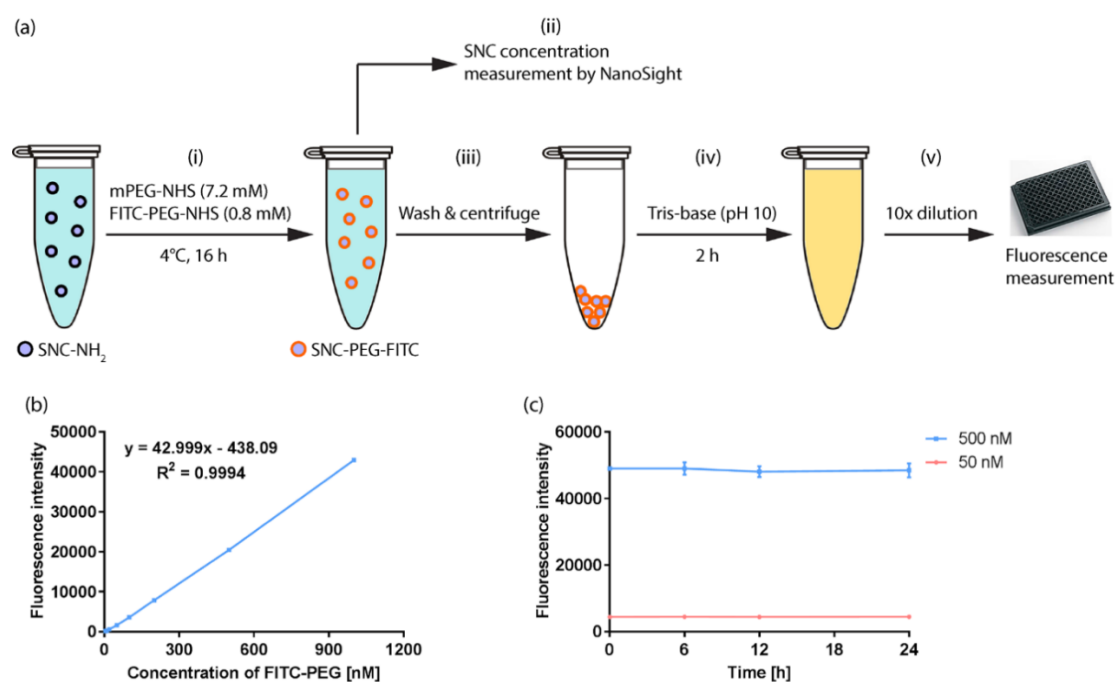 (a)
(ii)
SNC concentration
measurement by NanoSight
(i)
mPEG-NHS (7.2 mM)
FITC-PEG-NHS (0.8 mM)
4°C, 16 h
(iii)
Wash & centrifuge
(iv)
Tris-base (pH 10)
2 h
(v)
10x dilution
Fluorescence
measurement
SNC-NH₂
SNC-PEG-FITC
(b)
y = 42.999x - 438.09
R² = 0.9994
Fluorescence intensity
50000
40000
30000
20000
10000
0
0 300 600 900 1200
Concentration of FITC-PEG [nM]
(c)
500 nM
50 nM
Fluorescence intensity
60000
40000
20000
0
0 6 12 18 24
Time [h]